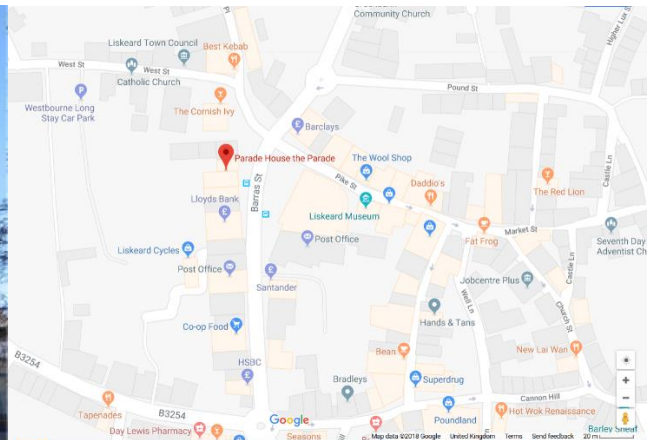 Community Church
Liskeard Town Council
Best Kebab
West St
West St
Catholic Church
Higher Lux S
Pound St
Westbourne Long
Stay Car Park
The Cornish Ivy
Barclays
Castle Ln
Parade House the Parade
The Wool Shop
Pike St
Daddio's
The Red Lion
Lloyds Bank
Barras St
Liskeard Museum
Market St
Post Office
Fat Frog
Seventh Day
Adventist Ch
Liskeard Cycles
Post Office
Castle Ln
Santander
Jobcentre Plus
Well Ln
Church St
Co-op Food
Hands & Tans
B3254
HSBC
Bean
New Lai Wan
Bradleys
Superdrug
Cannon Hill
Tapenades
B3254
Google
Poundland
Hot Wok Renaissance
Day Lewis Pharmacy
Seasons
Barley Sheaf
Map data ©2018 Google United Kingdom Terms Send feedback 20 m